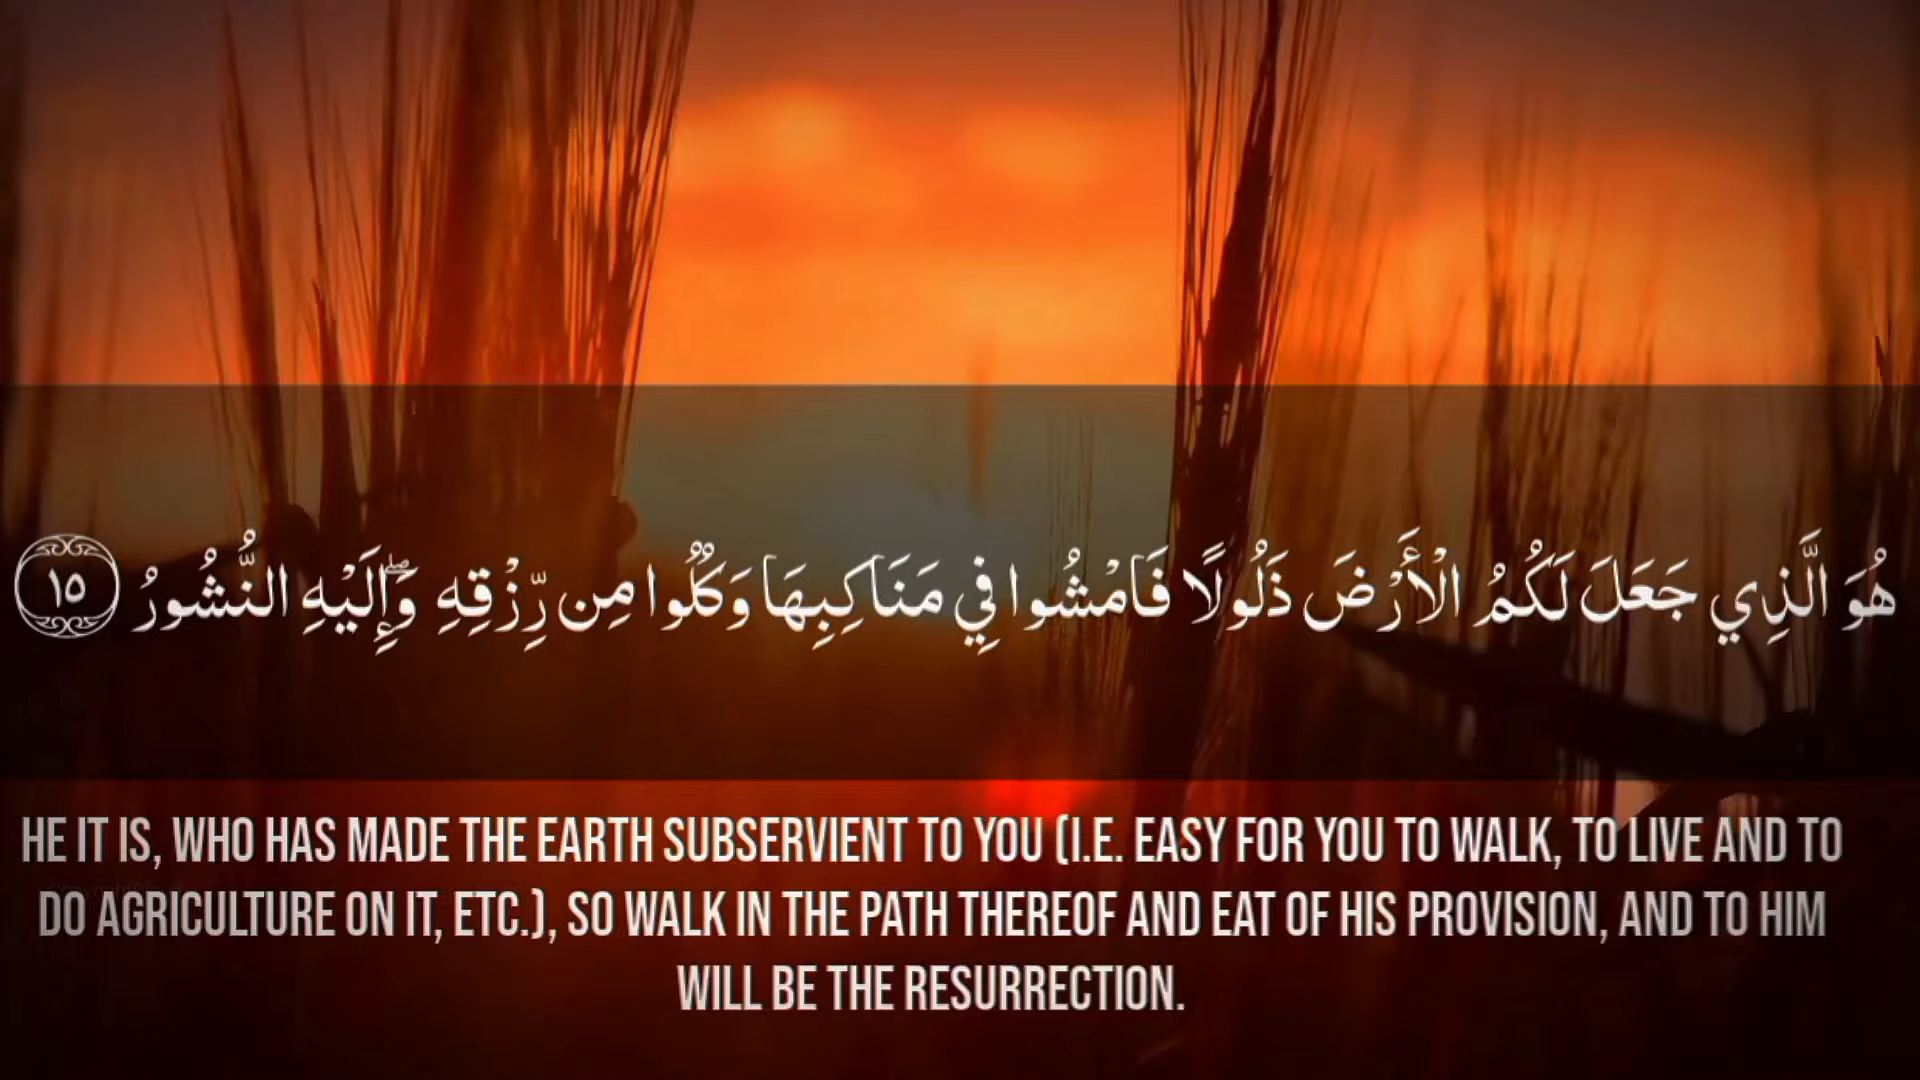 هُوَ الَّذِي جَعَلَ لَكُمُ الْأَرْضَ ذَلُولًا فَامْشُوا فِي مَنَاكِبِهَا وَكُلُوا مِن رِّزْقِهِ ۖ وَإِلَيْهِ النُّشُورُ ١٥
HE IT IS, WHO HAS MADE THE EARTH SUBSERVIENT TO YOU (I.E. EASY FOR YOU TO WALK, TO LIVE AND TO
DO AGRICULTURE ON IT, ETC.), SO WALK IN THE PATH THEREOF AND EAT OF HIS PROVISION, AND TO HIM
WILL BE THE RESURRECTION.